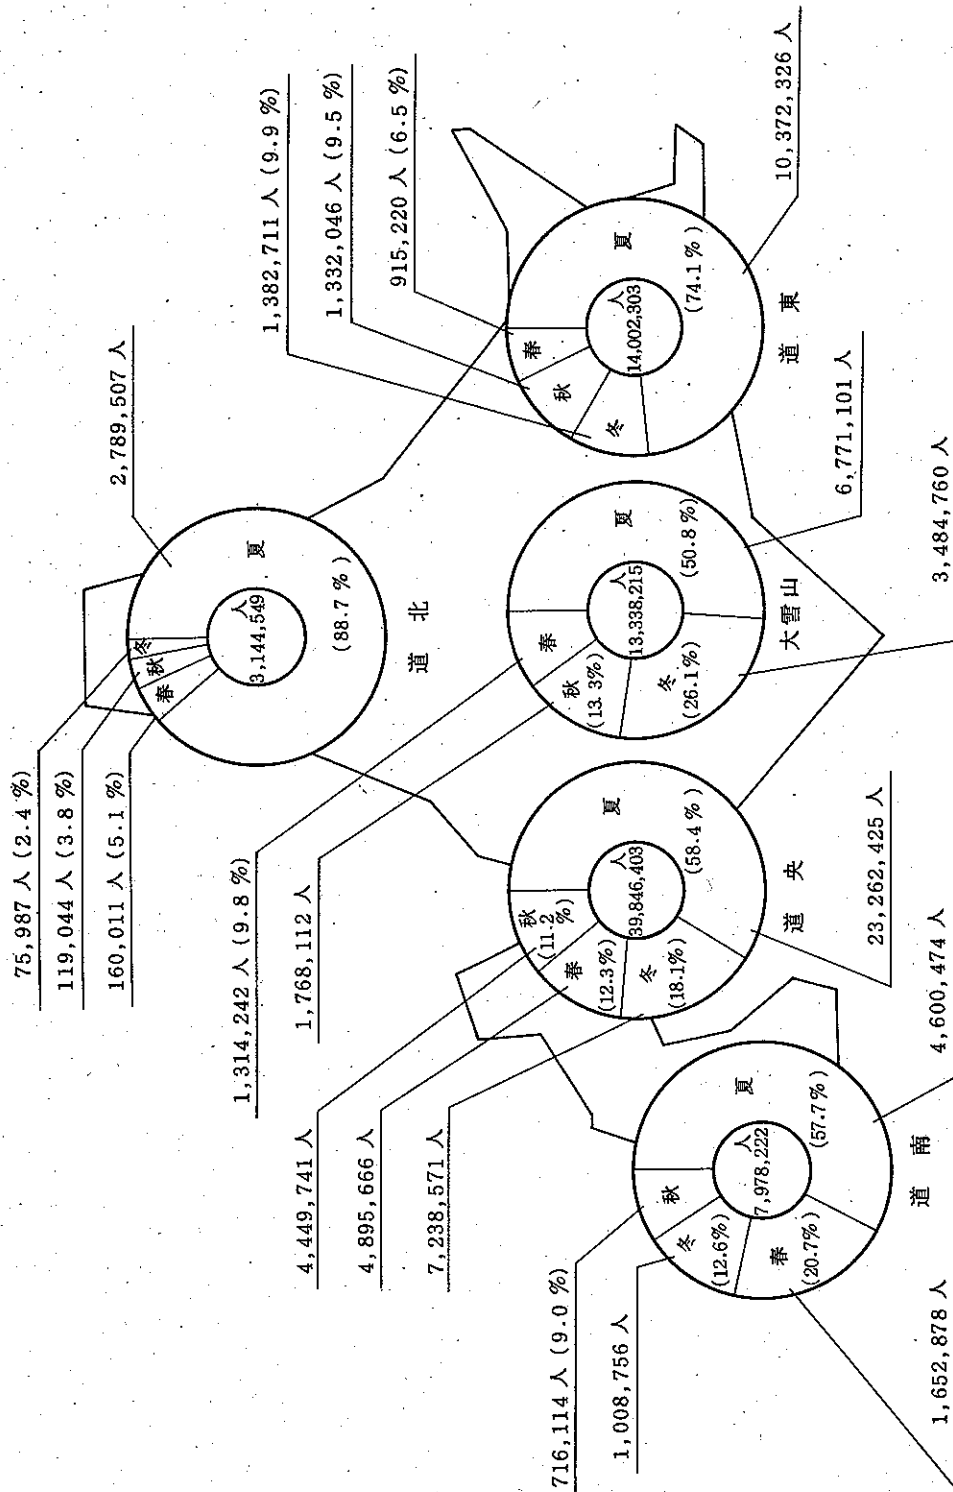 75,987 人 (2.4 %)
119,044 人 (3.8 %)
160,011 人 (5.1 %)
2,789,507 人
春
秋
冬
夏
3,144,549
人
(88.7 %)
道 北
1,382,711 人 (9.9 %)
1,332,046 人 (9.5 %)
915,220 人 (6.5 %)
春
秋
冬
夏
人
14,002,303
(74.1 %)
10,372,326 人
道 東
1,314,242 人 (9.8 %)
1,768,112 人
春
秋
(13.3%)
冬
(26.1%)
夏
人
13,338,215
(50.8 %)
6,771,101 人
3,484,760 人
大雪山
4,449,741 人
4,895,666 人
7,238,571 人
秋
(11.2
%)
春
(12.3%)
冬
(18.1%)
夏
人
39,846,403
(58.4 %)
23,262,425 人
道 央
716,114 人 (9.0 %)
1,008,756 人
秋
冬
(12.6%)
春
(20.7%)
夏
人
7,978,222
(57.7%)
4,600,474 人
1,652,878 人
道 南